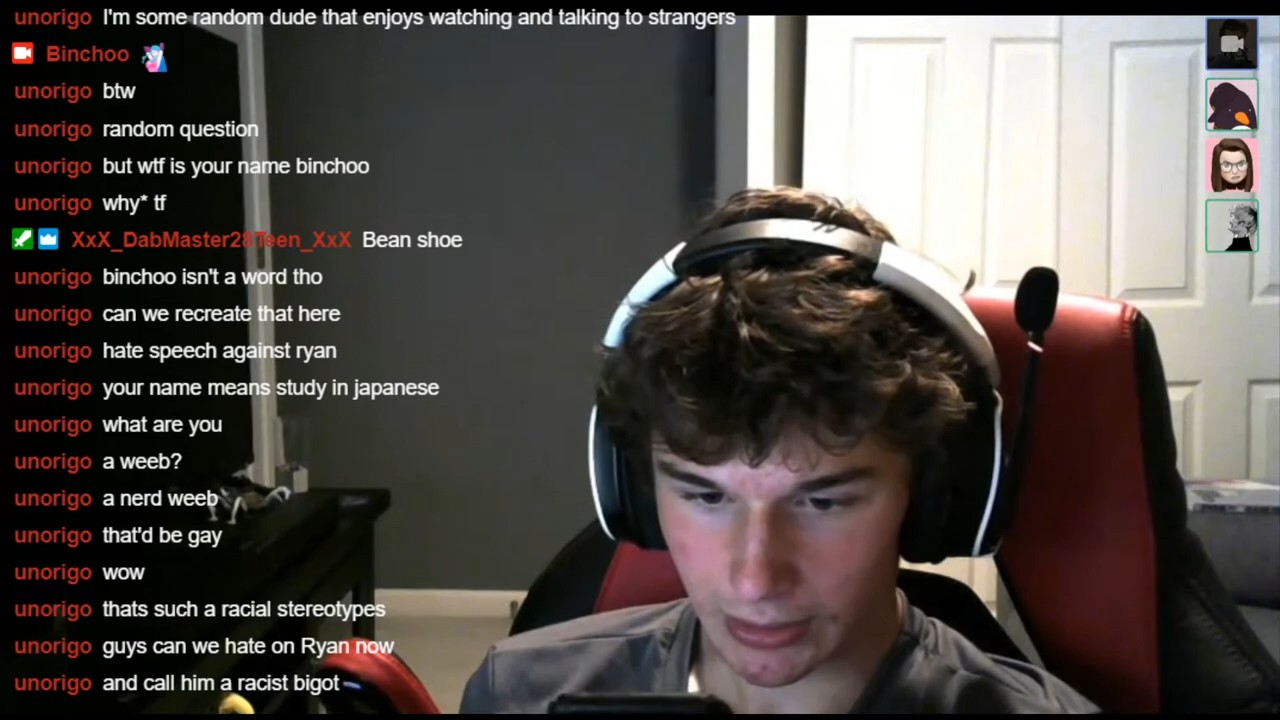 unorigo I'm some random dude that enjoys watching and talking to strangers
Binchoo
unorigo btw
unorigo random question
unorigo but wtf is your name binchoo
unorigo why* tf
XxX_DabMaster28Teen_XxX Bean shoe
unorigo binchoo isn't a word tho
unorigo can we recreate that here
unorigo hate speech against ryan
unorigo your name means study in japanese
unorigo what are you
unorigo a weeb?
unorigo a nerd weeb
unorigo that'd be gay
unorigo wow
unorigo thats such a racial stereotypes
unorigo guys can we hate on Ryan now
unorigo and call him a racist bigot